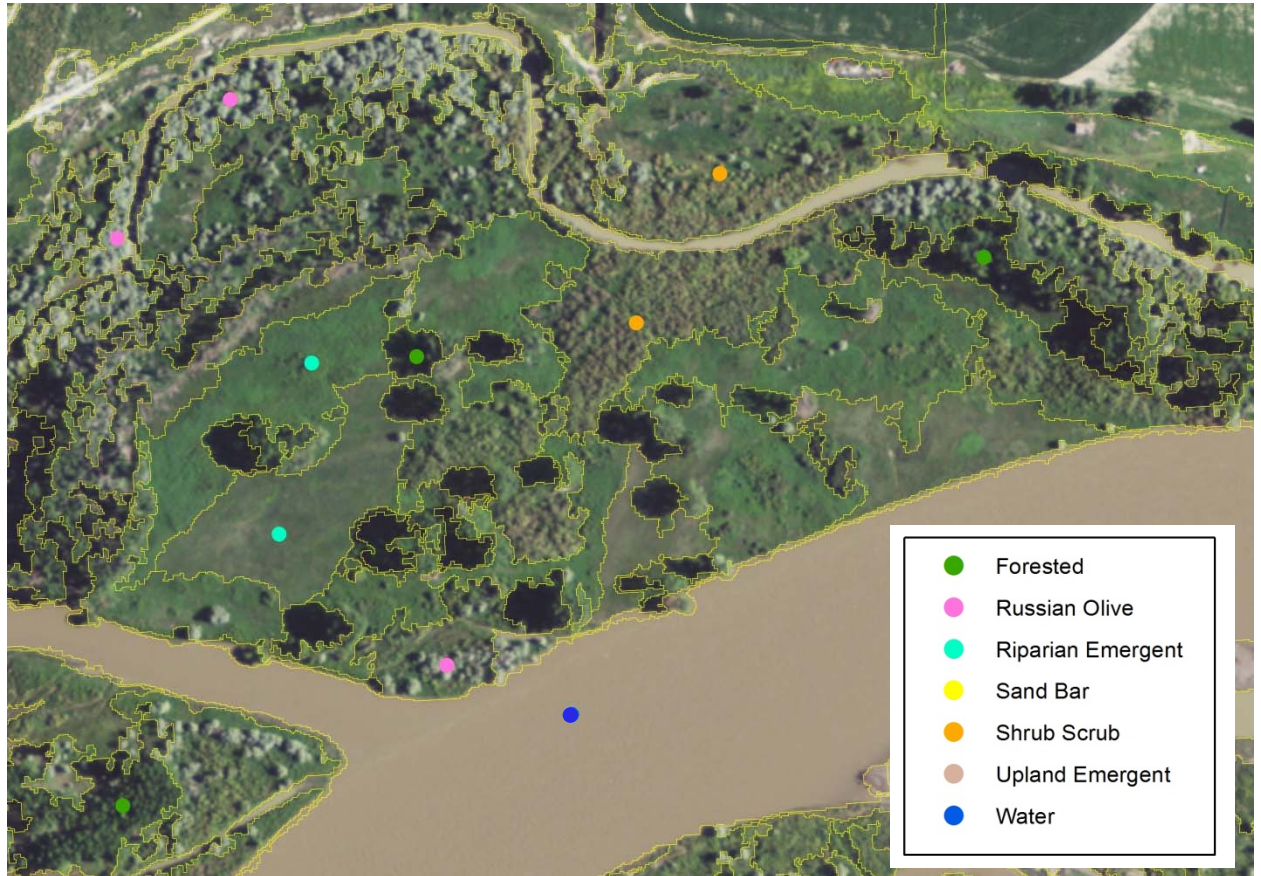 Forested
Russian Olive
Riparian Emergent
Sand Bar
Shrub Scrub
Upland Emergent
Water